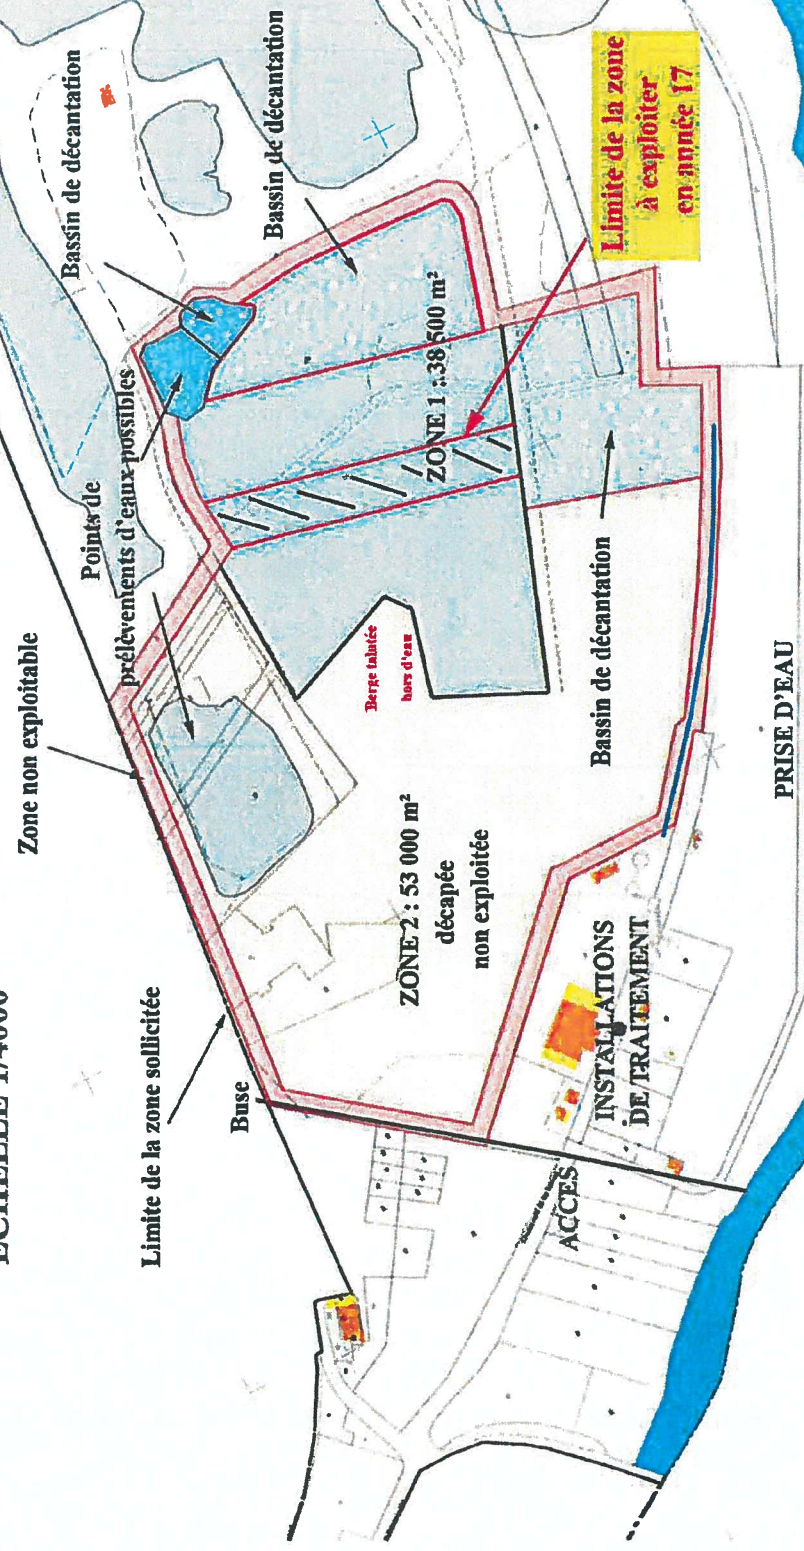 ECHELLE 1/4000
Zone non exploitable
Limite de la zone sollicitée
Buse
Points de
prélèvements d'eaux possibles
Bassin de décantation
Bassin de décantation
ZONE 1 : 38 500 m²
Limite de la zone
à exploiter
en année 17
Berge talutée
hors d'eau
ZONE 2 : 53 000 m²
décapée
non exploitée
Bassin de décantation
INSTALLATIONS
DE TRAITEMENT
ACCES
PRISE D'EAU